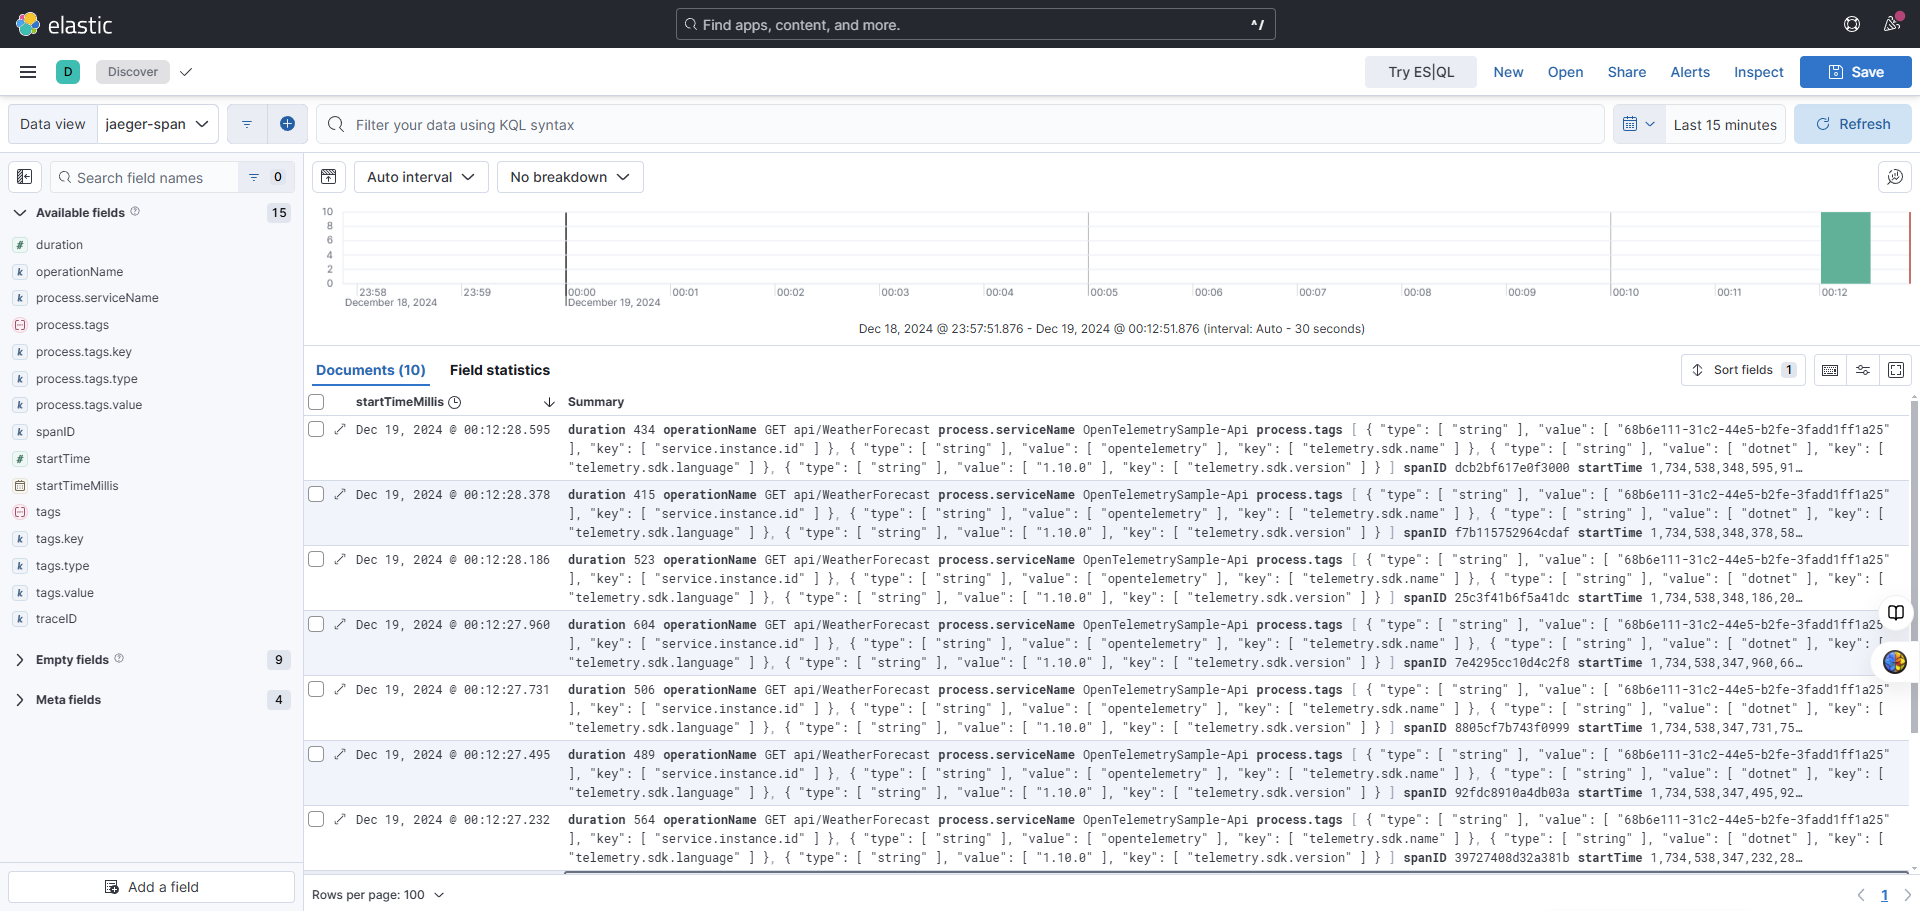 elastic
Find apps, content, and more.
^/
D
Discover
Try ES|QL
New
Open
Share
Alerts
Inspect
Save
Data view
jaeger-span
Filter your data using KQL syntax
Last 15 minutes
Refresh
Search field names
0
Auto interval
No breakdown
Available fields
15
# duration
k operationName
k process.serviceName
process.tags
k process.tags.key
k process.tags.type
k process.tags.value
k spanID
# startTime
startTimeMillis
tags
k tags.key
k tags.type
k tags.value
k traceID
Empty fields
9
Meta fields
4
Add a field
10
8
6
4
2
0
23:58
December 18, 2024
23:59
00:00
December 19, 2024
00:01
00:02
00:03
00:04
00:05
00:06
00:07
00:08
00:09
00:10
00:11
00:12
Dec 18, 2024 @ 23:57:51.876 - Dec 19, 2024 @ 00:12:51.876 (interval: Auto - 30 seconds)
Documents (10)
Field statistics
Sort fields 1
startTimeMillis
Summary
Dec 19, 2024 @ 00:12:28.595 duration 434 operationName GET api/WeatherForecast process.serviceName OpenTelemetrySample-Api process.tags [ { "type": [ "string" ], "value": [ "68b6e111-31c2-44e5-b2fe-3fadd1ff1a25"
], "key": [ "service.instance.id" ] }, { "type": [ "string" ], "value": [ "opentelemetry" ], "key": [ "telemetry.sdk.name" ] }, { "type": [ "string" ], "value": [ "dotnet" ], "key": [
"telemetry.sdk.language" ] }, { "type": [ "string" ], "value": [ "1.10.0" ], "key": [ "telemetry.sdk.version" ] } ] spanID dcb2bf617e0f3000 startTime 1,734,538,348,595,91…
Dec 19, 2024 @ 00:12:28.378 duration 415 operationName GET api/WeatherForecast process.serviceName OpenTelemetrySample-Api process.tags [ { "type": [ "string" ], "value": [ "68b6e111-31c2-44e5-b2fe-3fadd1ff1a25"
], "key": [ "service.instance.id" ] }, { "type": [ "string" ], "value": [ "opentelemetry" ], "key": [ "telemetry.sdk.name" ] }, { "type": [ "string" ], "value": [ "dotnet" ], "key": [
"telemetry.sdk.language" ] }, { "type": [ "string" ], "value": [ "1.10.0" ], "key": [ "telemetry.sdk.version" ] } ] spanID f7b115752964cdaf startTime 1,734,538,348,378,58…
Dec 19, 2024 @ 00:12:28.186 duration 523 operationName GET api/WeatherForecast process.serviceName OpenTelemetrySample-Api process.tags [ { "type": [ "string" ], "value": [ "68b6e111-31c2-44e5-b2fe-3fadd1ff1a25"
], "key": [ "service.instance.id" ] }, { "type": [ "string" ], "value": [ "opentelemetry" ], "key": [ "telemetry.sdk.name" ] }, { "type": [ "string" ], "value": [ "dotnet" ], "key": [
"telemetry.sdk.language" ] }, { "type": [ "string" ], "value": [ "1.10.0" ], "key": [ "telemetry.sdk.version" ] } ] spanID 25c3f41b6f5a41dc startTime 1,734,538,348,186,20…
Dec 19, 2024 @ 00:12:27.960 duration 604 operationName GET api/WeatherForecast process.serviceName OpenTelemetrySample-Api process.tags [ { "type": [ "string" ], "value": [ "68b6e111-31c2-44e5-b2fe-3fadd1ff1a25
], "key": [ "service.instance.id" ] }, { "type": [ "string" ], "value": [ "opentelemetry" ], "key": [ "telemetry.sdk.name" ] }, { "type": [ "string" ], "value": [ "dotnet" ], "key":
"telemetry.sdk.language" ] }, { "type": [ "string" ], "value": [ "1.10.0" ], "key": [ "telemetry.sdk.version" ] } ] spanID 7e4295cc10d4c2f8 startTime 1,734,538,347,960,66…
Dec 19, 2024 @ 00:12:27.731 duration 506 operationName GET api/WeatherForecast process.serviceName OpenTelemetrySample-Api process.tags [ { "type": [ "string" ], "value": [ "68b6e111-31c2-44e5-b2fe-3fadd1ff1a25"
], "key": [ "service.instance.id" ] }, { "type": [ "string" ], "value": [ "opentelemetry" ], "key": [ "telemetry.sdk.name" ] }, { "type": [ "string" ], "value": [ "dotnet" ], "key": [
"telemetry.sdk.language" ] }, { "type": [ "string" ], "value": [ "1.10.0" ], "key": [ "telemetry.sdk.version" ] } ] spanID 8805cf7b743f0999 startTime 1,734,538,347,731,75…
Dec 19, 2024 @ 00:12:27.495 duration 489 operationName GET api/WeatherForecast process.serviceName OpenTelemetrySample-Api process.tags [ { "type": [ "string" ], "value": [ "68b6e111-31c2-44e5-b2fe-3fadd1ff1a25"
], "key": [ "service.instance.id" ] }, { "type": [ "string" ], "value": [ "opentelemetry" ], "key": [ "telemetry.sdk.name" ] }, { "type": [ "string" ], "value": [ "dotnet" ], "key": [
"telemetry.sdk.language" ] }, { "type": [ "string" ], "value": [ "1.10.0" ], "key": [ "telemetry.sdk.version" ] } ] spanID 92fdc8910a4db03a startTime 1,734,538,347,495,92…
Dec 19, 2024 @ 00:12:27.232 duration 564 operationName GET api/WeatherForecast process.serviceName OpenTelemetrySample-Api process.tags [ { "type": [ "string" ], "value": [ "68b6e111-31c2-44e5-b2fe-3fadd1ff1a25"
], "key": [ "service.instance.id" ] }, { "type": [ "string" ], "value": [ "opentelemetry" ], "key": [ "telemetry.sdk.name" ] }, { "type": [ "string" ], "value": [ "dotnet" ], "key": [
"telemetry.sdk.language" ] }, { "type": [ "string" ], "value": [ "1.10.0" ], "key": [ "telemetry.sdk.version" ] } ] spanID 39727408d32a381b startTime 1,734,538,347,232,28…
Rows per page: 100
1